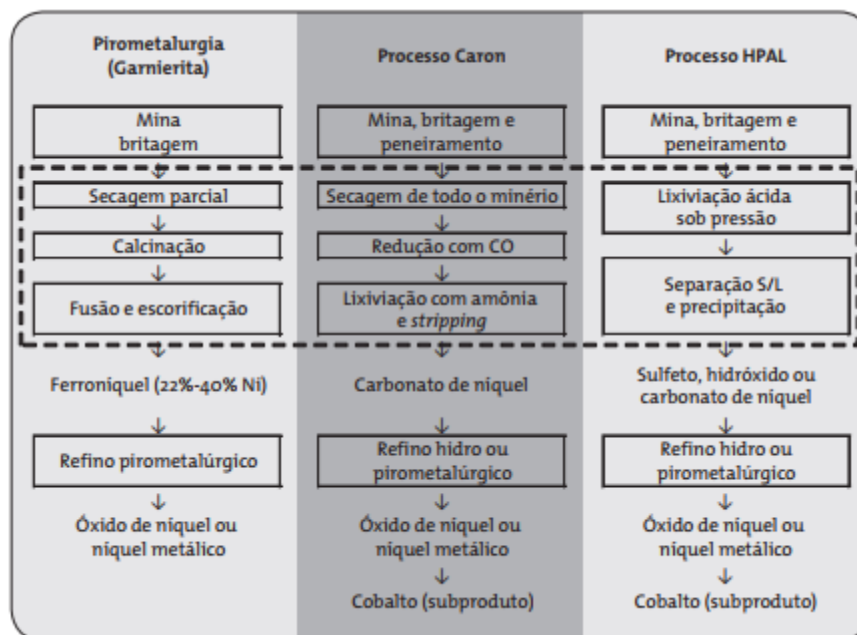 Pirometalurgia
(Garnierita)
Mina
britagem
↓
Secagem parcial
↓
Calcinação
↓
Fusão e escorificação
↓
Ferroníquel (22%-40% Ni)
↓
Refino pirometalúrgico
↓
Óxido de níquel ou
níquel metálico
Processo Caron
Mina, britagem e
peneiramento
↓
Secagem de todo o minério
↓
Redução com CO
↓
Lixiviação com amônia
e stripping
↓
Carbonato de níquel
↓
Refino hidro ou
pirometalúrgico
↓
Óxido de níquel ou
níquel metálico
↓
Cobalto (subproduto)
Processo HPAL
Mina, britagem e
peneiramento
↓
Lixiviação ácida
sob pressão
↓
Separação S/L
e precipitação
↓
Sulfeto, hidróxido ou
carbonato de níquel
↓
Refino hidro ou
pirometalúrgico
↓
Óxido de níquel ou
níquel metálico
↓
Cobalto (subproduto)